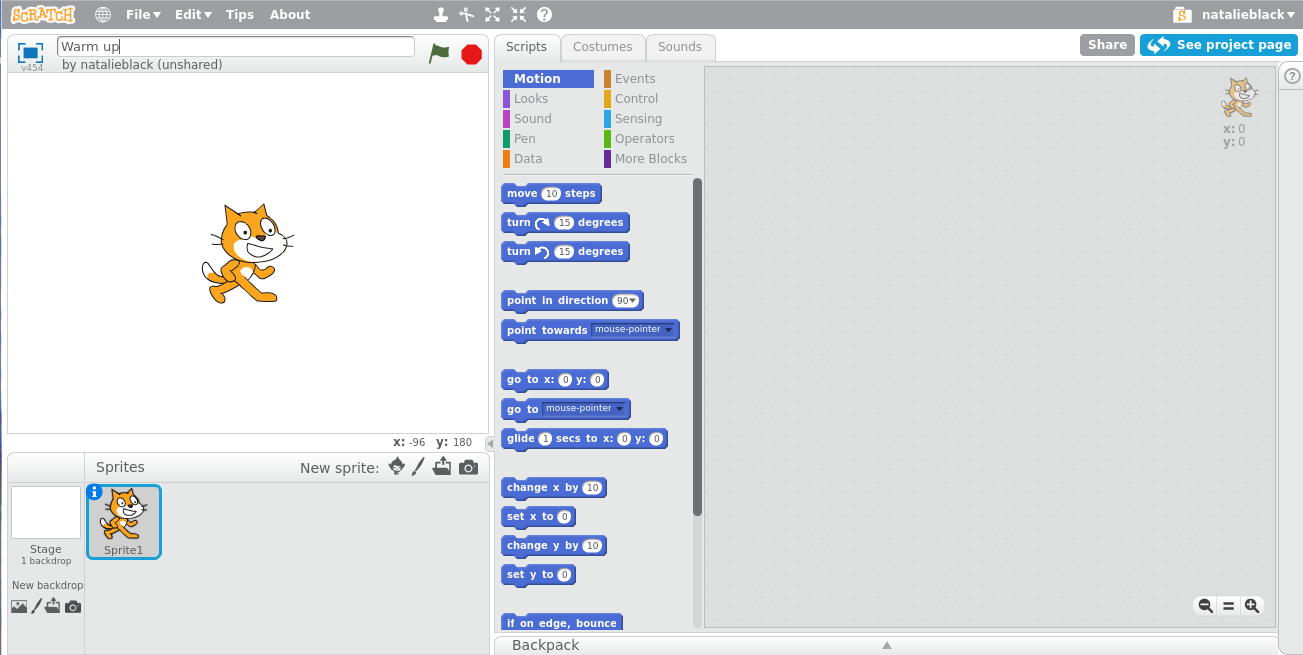 SCRATCH File Edit Tips About natalieblack
Warm up
v454
by natalieblack (unshared)
Scripts Costumes Sounds Share See project page
Motion Events
Looks Control
Sound Sensing
Pen Operators
Data More Blocks
move 10 steps
turn 15 degrees
turn 15 degrees
point in direction 90
point towards mouse-pointer
go to x: 0 y: 0
go to mouse-pointer
glide 1 secs to x: 0 y: 0
change x by 10
set x to 0
change y by 10
set y to 0
if on edge, bounce
x: 0
y: 0
x: -96 y: 180
Sprites New sprite:
Stage
1 backdrop
New backdrop:
Sprite1
Backpack